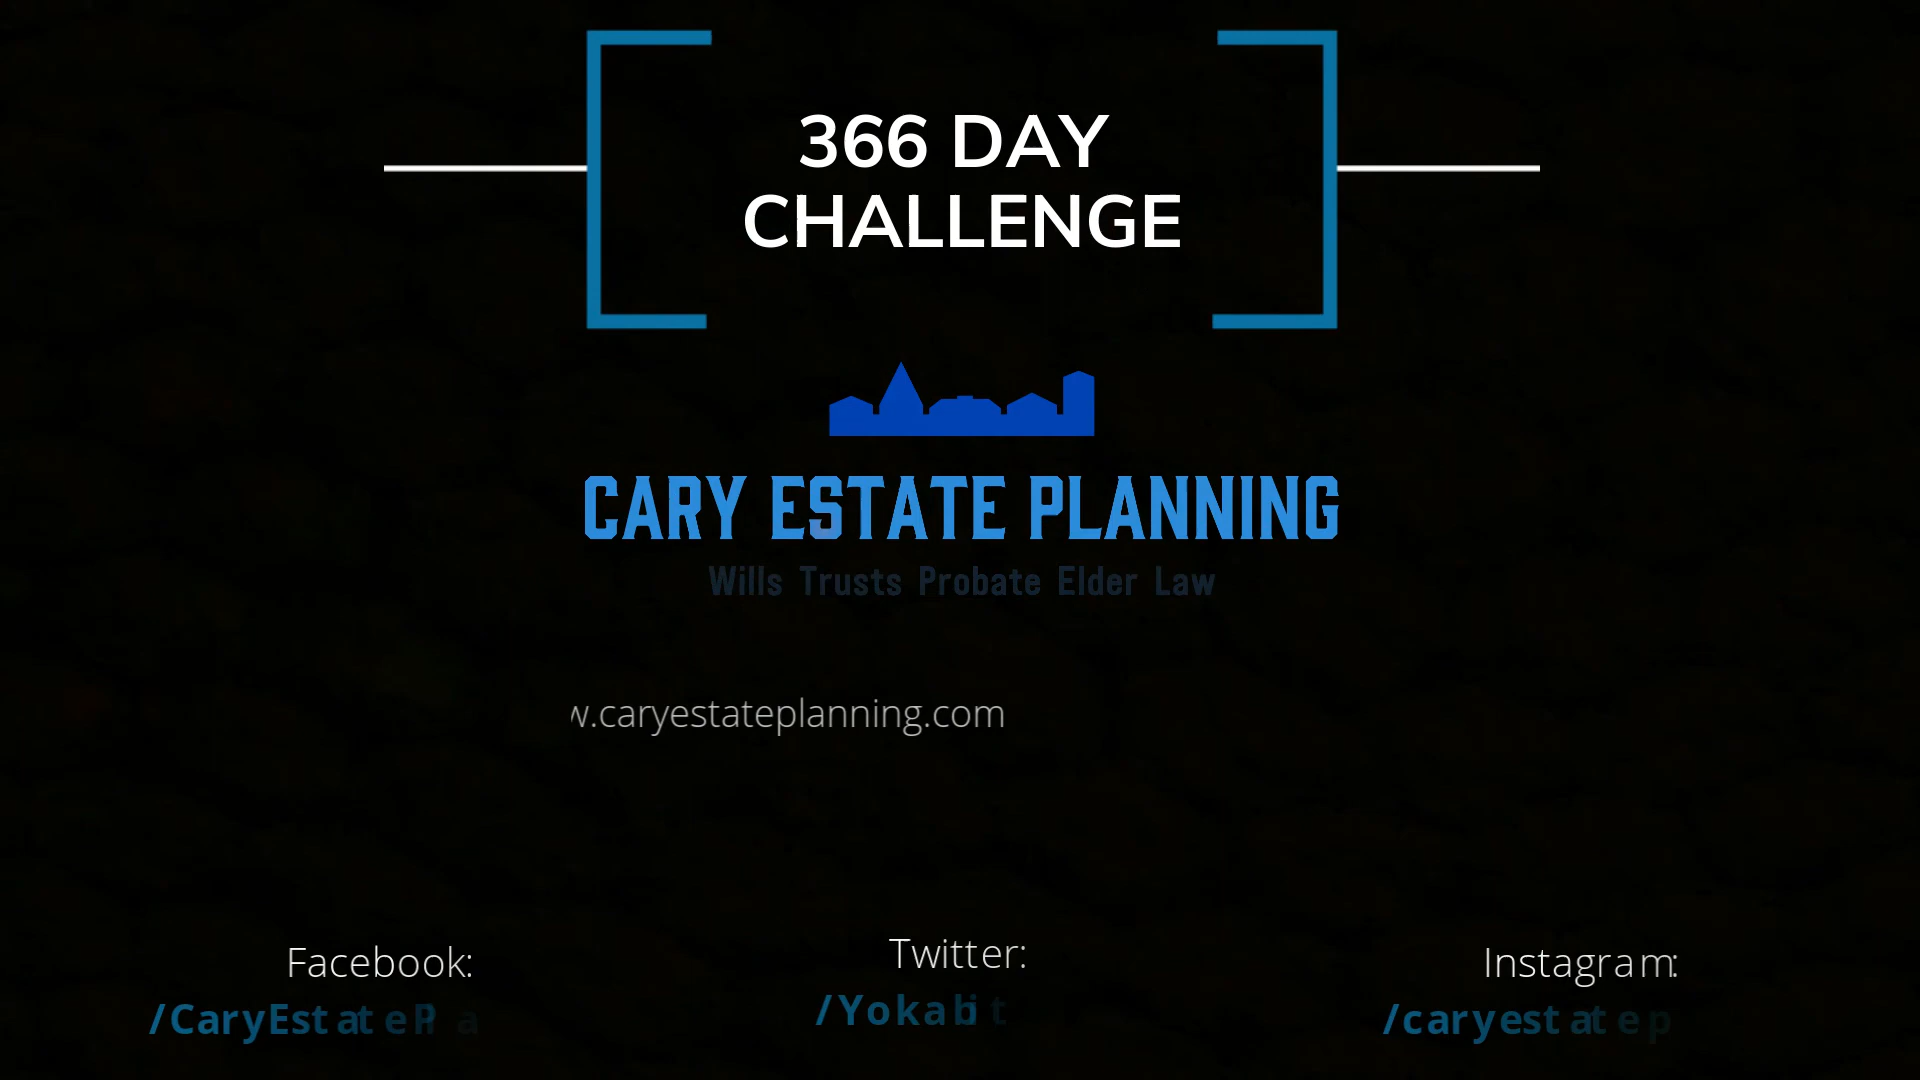 366 DAY
CHALLENGE
CARY ESTATE PLANNING
Wills Trusts Probate Elder Law
w.caryestateplanning.com
Facebook:
Twitter:
Instagram: